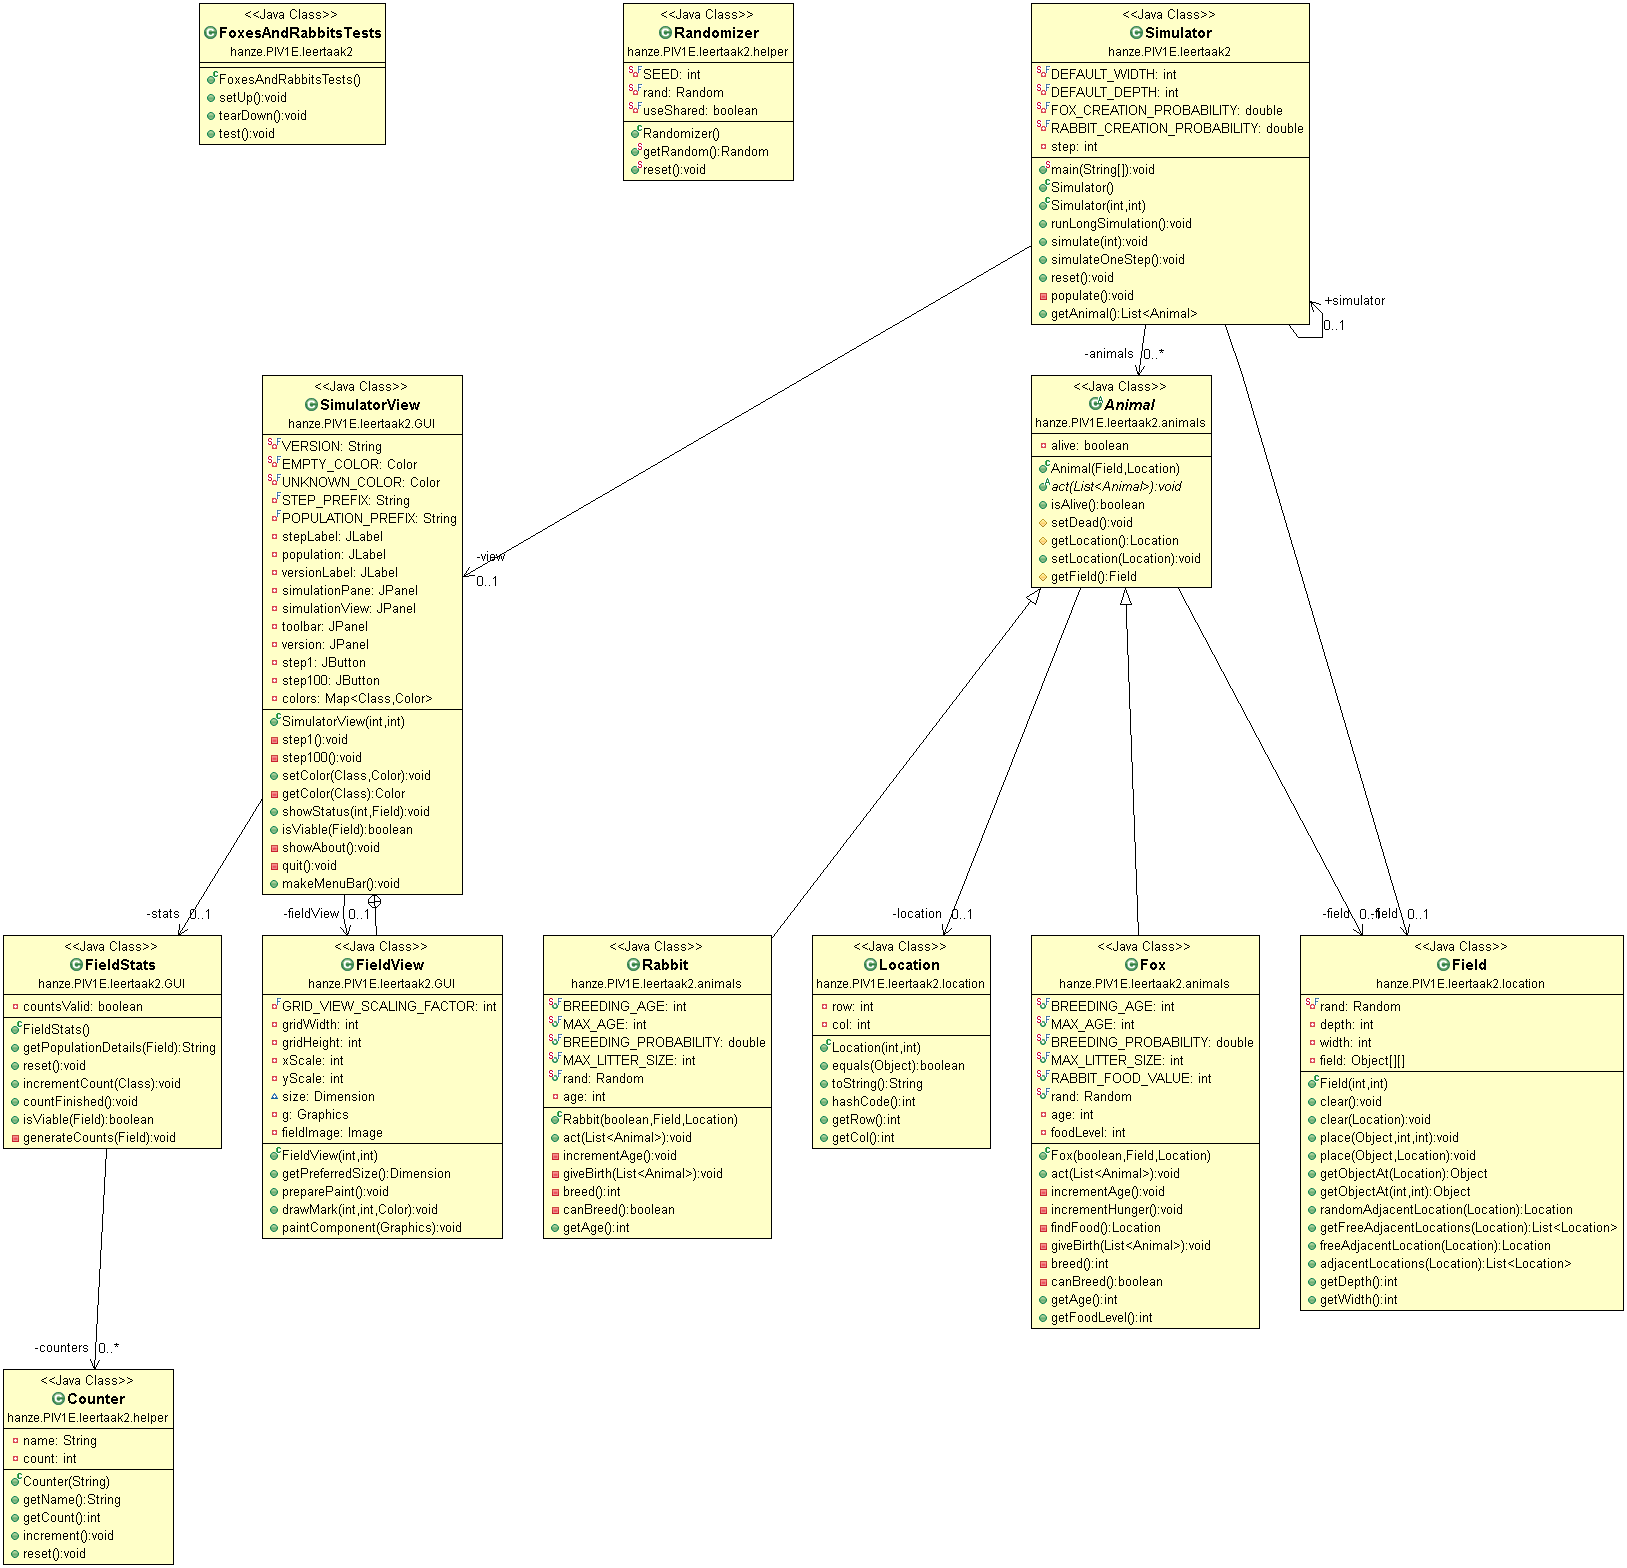 <<Java Class>>
FoxesAndRabbitsTests
hanze.PIV1E.leertaak2
FoxesAndRabbitsTests()
setUp():void
tearDown():void
test():void
<<Java Class>>
Randomizer
hanze.PIV1E.leertaak2.helper
SEED: int
rand: Random
useShared: boolean
Randomizer()
getRandom():Random
reset():void
<<Java Class>>
Simulator
hanze.PIV1E.leertaak2
DEFAULT_WIDTH: int
DEFAULT_DEPTH: int
FOX_CREATION_PROBABILITY: double
RABBIT_CREATION_PROBABILITY: double
step: int
main(String[]):void
Simulator()
Simulator(int,int)
runLongSimulation():void
simulate(int):void
simulateOneStep():void
reset():void
populate():void
getAnimal():List<Animal>
+simulator
0..1
-animals 0..*
<<Java Class>>
SimulatorView
hanze.PIV1E.leertaak2.GUI
VERSION: String
EMPTY_COLOR: Color
UNKNOWN_COLOR: Color
STEP_PREFIX: String
POPULATION_PREFIX: String
stepLabel: JLabel
population: JLabel
versionLabel: JLabel
simulationPane: JPanel
simulationView: JPanel
toolbar: JPanel
version: JPanel
step1: JButton
step100: JButton
colors: Map<Class,Color>
SimulatorView(int,int)
step1():void
step100():void
setColor(Class,Color):void
getColor(Class):Color
showStatus(int,Field):void
isViable(Field):boolean
showAbout():void
quit():void
makeMenuBar():void
-view
0..1
<<Java Class>>
Animal
hanze.PIV1E.leertaak2.animals
alive: boolean
Animal(Field,Location)
act(List<Animal>):void
isAlive():boolean
setDead():void
getLocation():Location
setLocation(Location):void
getField():Field
-stats 0..1
-fieldView 0..1
-location 0..1
-field 0..1
-field 0..1
<<Java Class>>
FieldStats
hanze.PIV1E.leertaak2.GUI
countsValid: boolean
FieldStats()
getPopulationDetails(Field):String
reset():void
incrementCount(Class):void
countFinished():void
isViable(Field):boolean
generateCounts(Field):void
<<Java Class>>
FieldView
hanze.PIV1E.leertaak2.GUI
GRID_VIEW_SCALING_FACTOR: int
gridWidth: int
gridHeight: int
xScale: int
yScale: int
size: Dimension
g: Graphics
fieldImage: Image
FieldView(int,int)
getPreferredSize():Dimension
preparePaint():void
drawMark(int,int,Color):void
paintComponent(Graphics):void
<<Java Class>>
Rabbit
hanze.PIV1E.leertaak2.animals
BREEDING_AGE: int
MAX_AGE: int
BREEDING_PROBABILITY: double
MAX_LITTER_SIZE: int
rand: Random
age: int
Rabbit(boolean,Field,Location)
act(List<Animal>):void
incrementAge():void
giveBirth(List<Animal>):void
breed():int
canBreed():boolean
getAge():int
<<Java Class>>
Location
hanze.PIV1E.leertaak2.location
row: int
col: int
Location(int,int)
equals(Object):boolean
toString():String
hashCode():int
getRow():int
getCol():int
<<Java Class>>
Fox
hanze.PIV1E.leertaak2.animals
BREEDING_AGE: int
MAX_AGE: int
BREEDING_PROBABILITY: double
MAX_LITTER_SIZE: int
RABBIT_FOOD_VALUE: int
rand: Random
age: int
foodLevel: int
Fox(boolean,Field,Location)
act(List<Animal>):void
incrementAge():void
incrementHunger():void
findFood():Location
giveBirth(List<Animal>):void
breed():int
canBreed():boolean
getAge():int
getFoodLevel():int
<<Java Class>>
Field
hanze.PIV1E.leertaak2.location
rand: Random
depth: int
width: int
field: Object[][]
Field(int,int)
clear():void
clear(Location):void
place(Object,int,int):void
place(Object,Location):void
getObjectAt(Location):Object
getObjectAt(int,int):Object
randomAdjacentLocation(Location):Location
getFreeAdjacentLocations(Location):List<Location>
freeAdjacentLocation(Location):Location
adjacentLocations(Location):List<Location>
getDepth():int
getWidth():int
-counters 0..*
<<Java Class>>
Counter
hanze.PIV1E.leertaak2.helper
name: String
count: int
Counter(String)
getName():String
getCount():int
increment():void
reset():void